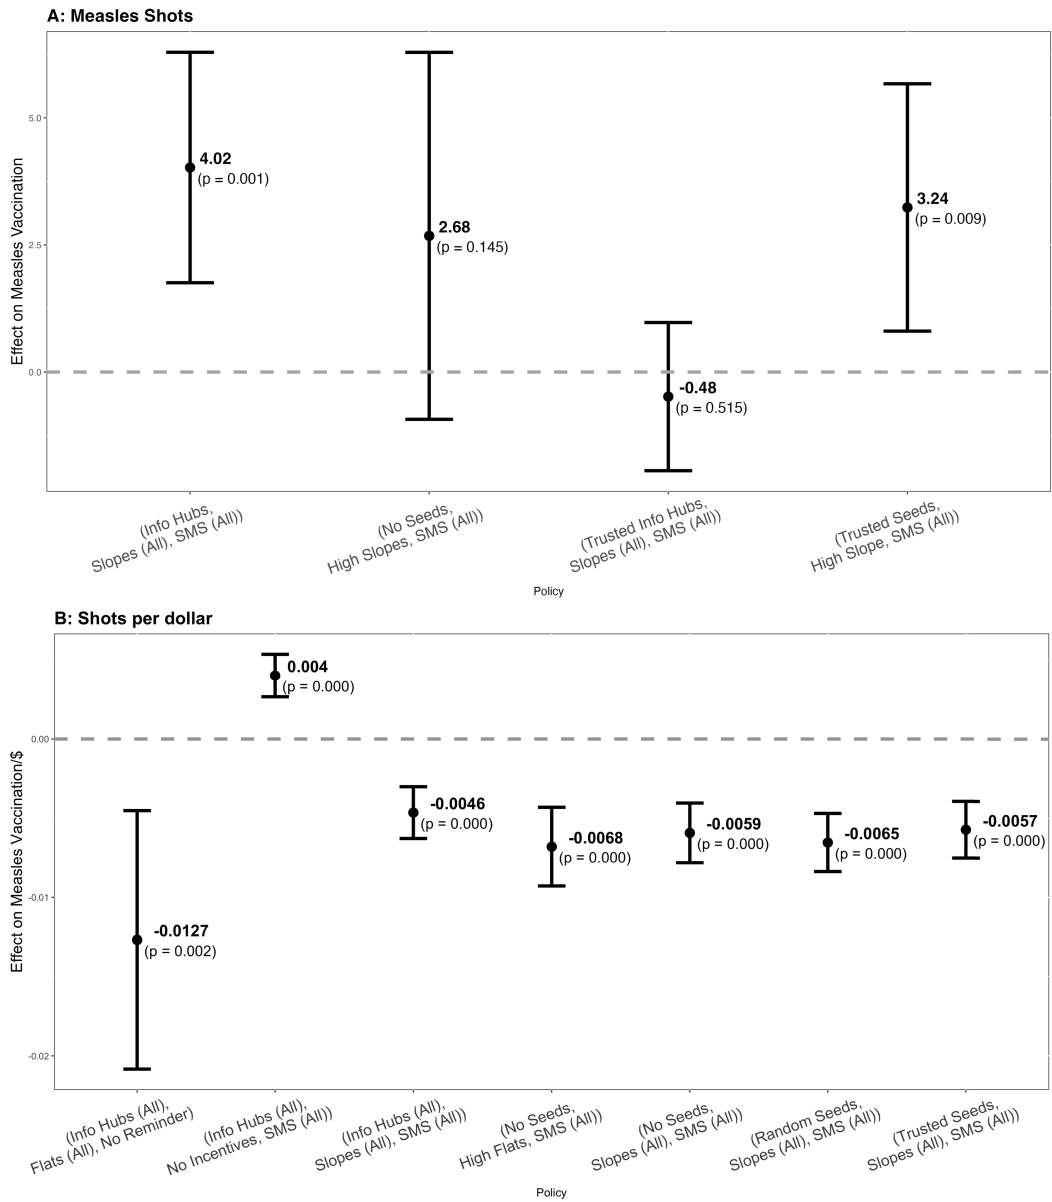 A: Measles Shots
Effect on Measles Vaccination
5.0
2.5
0.0
4.02
(p = 0.001)
2.68
(p = 0.145)
-0.48
(p = 0.515)
3.24
(p = 0.009)
(Info Hubs,
Slopes (All), SMS (All))
(No Seeds,
High Slopes, SMS (All))
(Trusted Info Hubs,
Slopes (All), SMS (All))
(Trusted Seeds,
High Slope, SMS (All))
Policy
B: Shots per dollar
Effect on Measles Vaccination/$
0.00
-0.01
-0.02
-0.0127
(p = 0.002)
0.004
(p = 0.000)
-0.0046
(p = 0.000)
-0.0068
(p = 0.000)
-0.0059
(p = 0.000)
-0.0065
(p = 0.000)
-0.0057
(p = 0.000)
(Info Hubs (All),
Flats (All), No Reminder)
(Info Hubs (All),
No Incentives, SMS (All))
(Info Hubs (All),
Slopes (All), SMS (All))
(No Seeds,
High Flats, SMS (All))
(No Seeds,
Slopes (All), SMS (All))
(Random Seeds,
Slopes (All), SMS (All))
(Trusted Seeds,
Slopes (All), SMS (All))
Policy